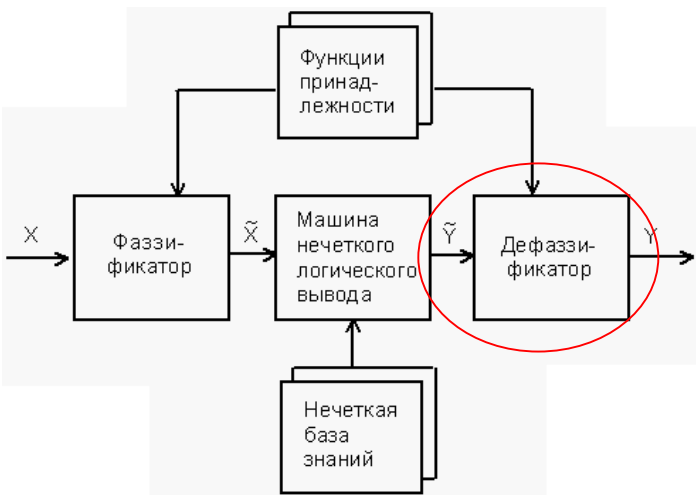 Функции
принад-
лежности
X
Фаззи-
фикатор
X̃
Машина
нечеткого
логического
вывода
Ỹ
Дефаззи-
фикатор
Y
Нечеткая
база
знаний